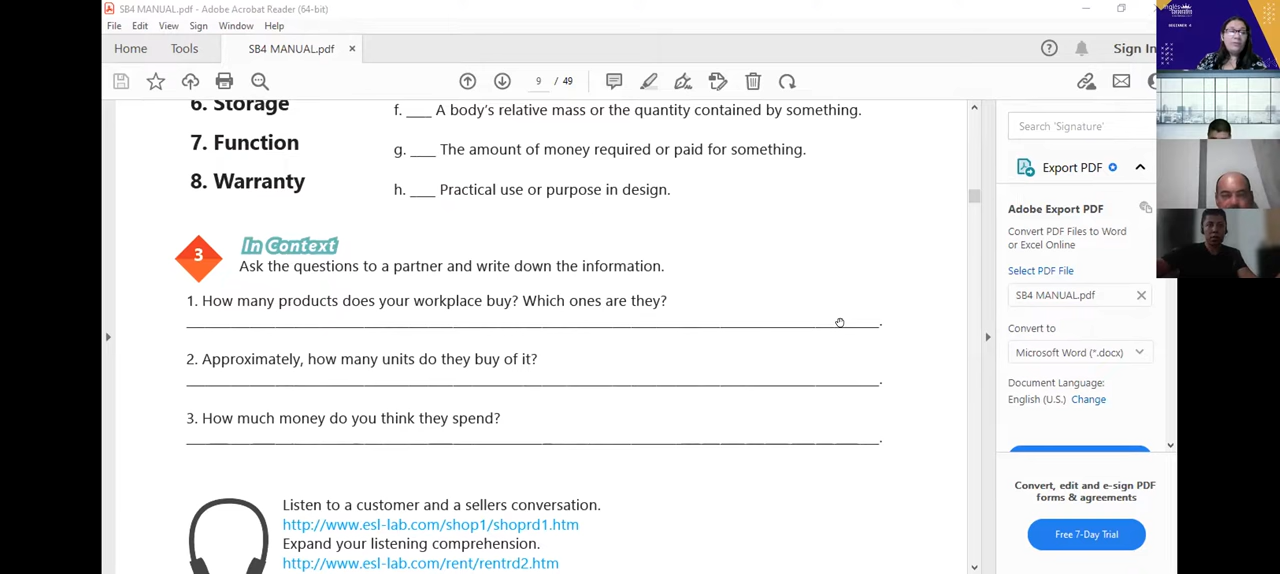 SB4 MANUAL.pdf - Adobe Acrobat Reader (64-bit)
File Edit View Sign Window Help
Home Tools SB4 MANUAL.pdf Sign In
9 / 49
6. Storage
f. ___ A body's relative mass or the quantity contained by something.
7. Function
g. ___ The amount of money required or paid for something.
8. Warranty
h. ___ Practical use or purpose in design.
3 In Context
Ask the questions to a partner and write down the information.
1. How many products does your workplace buy? Which ones are they?
2. Approximately, how many units do they buy of it?
3. How much money do you think they spend?
Listen to a customer and a sellers conversation.
http://www.esl-lab.com/shop1/shoprd1.htm
Expand your listening comprehension.
http://www.esl-lab.com/rent/rentrd2.htm
Search 'Signature'
Export PDF
Adobe Export PDF
Convert PDF Files to Word
or Excel Online
Select PDF File
SB4 MANUAL.pdf
Convert to
Microsoft Word (*.docx)
Document Language:
English (U.S.) Change
Convert, edit and e-sign PDF
forms & agreements
Free 7-Day Trial